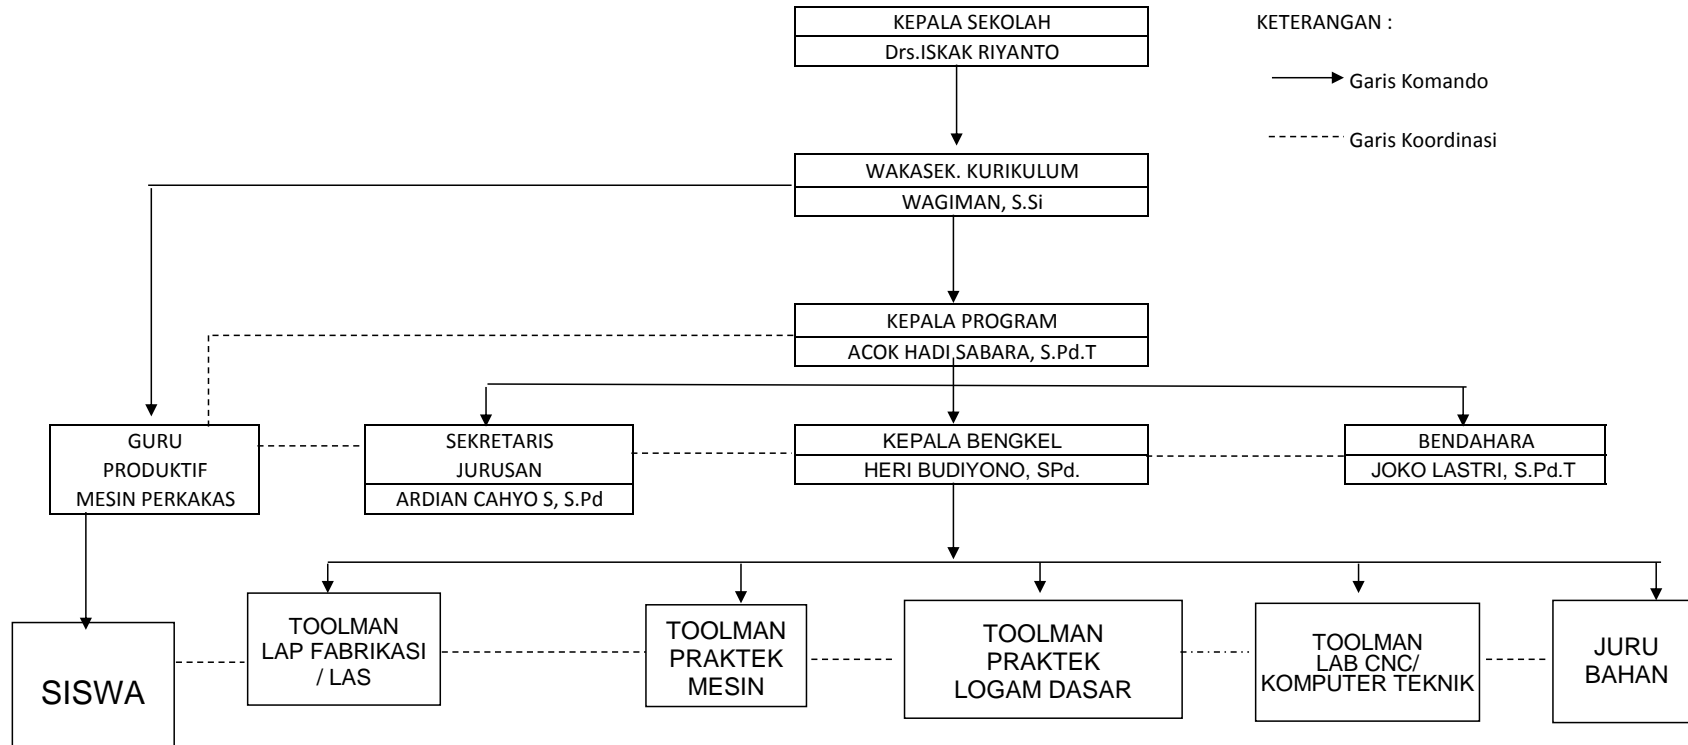 KEPALA SEKOLAH
Drs.ISKAK RIYANTO
KETERANGAN :
Garis Komando
Garis Koordinasi
WAKASEK. KURIKULUM
WAGIMAN, S.Si
KEPALA PROGRAM
ACOK HADI SABARA, S.Pd.T
GURU
PRODUKTIF
MESIN PERKAKAS
SEKRETARIS
JURUSAN
ARDIAN CAHYO S, S.Pd
KEPALA BENGKEL
HERI BUDIYONO, SPd.
BENDAHARA
JOKO LASTRI, S.Pd.T
SISWA
TOOLMAN
LAP FABRIKASI
/ LAS
TOOLMAN
PRAKTEK
MESIN
TOOLMAN
PRAKTEK
LOGAM DASAR
TOOLMAN
LAB CNC/
KOMPUTER TEKNIK
JURU
BAHAN